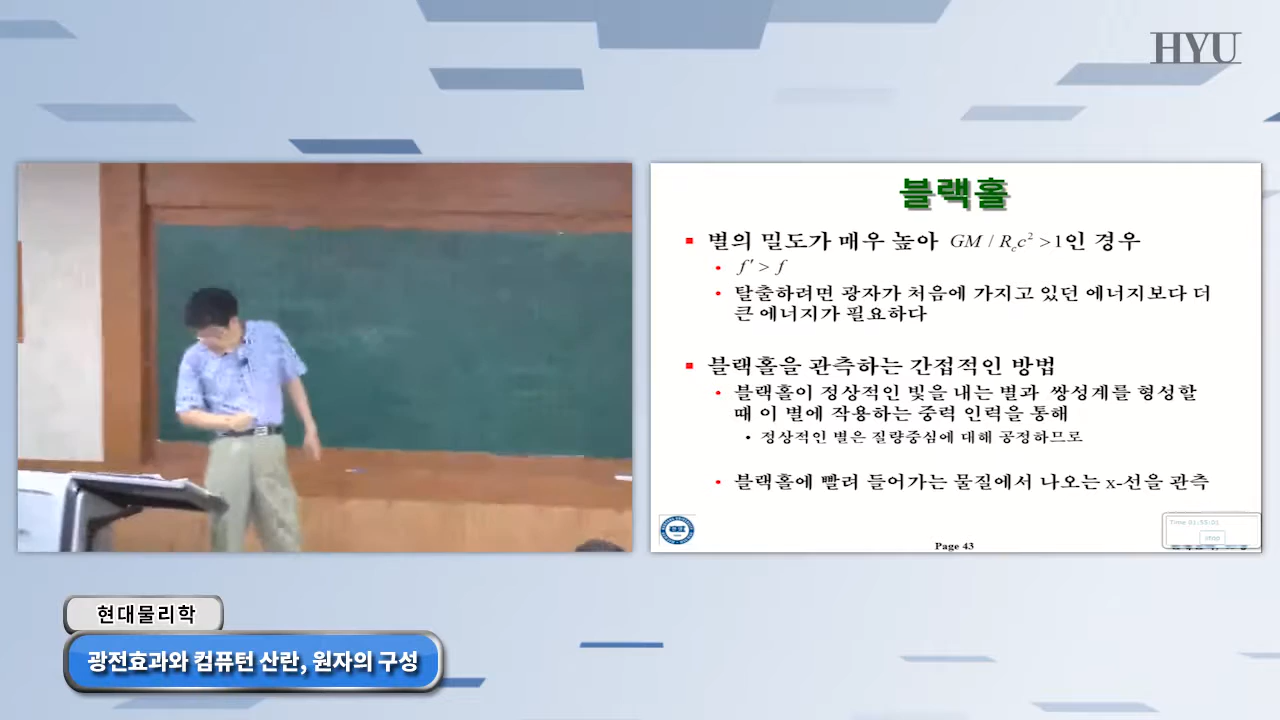 HYU
블랙홀
별의 밀도가 매우 높아 GM / R_c c² >1인 경우
f′ > f
탈출하려면 광자가 처음에 가지고 있던 에너지보다 더
큰 에너지가 필요하다
블랙홀을 관측하는 간접적인 방법
블랙홀이 정상적인 빛을 내는 별과 쌍성계를 형성할
때 이 별에 작용하는 중력 인력을 통해
정상적인 별은 질량중심에 대해 공정하므로
블랙홀에 빨려 들어가는 물질에서 나오는 x-선을 관측
Time 01:55:01
stop
Page 43
현대물리학
광전효과와 컴퓨턴 산란, 원자의 구성